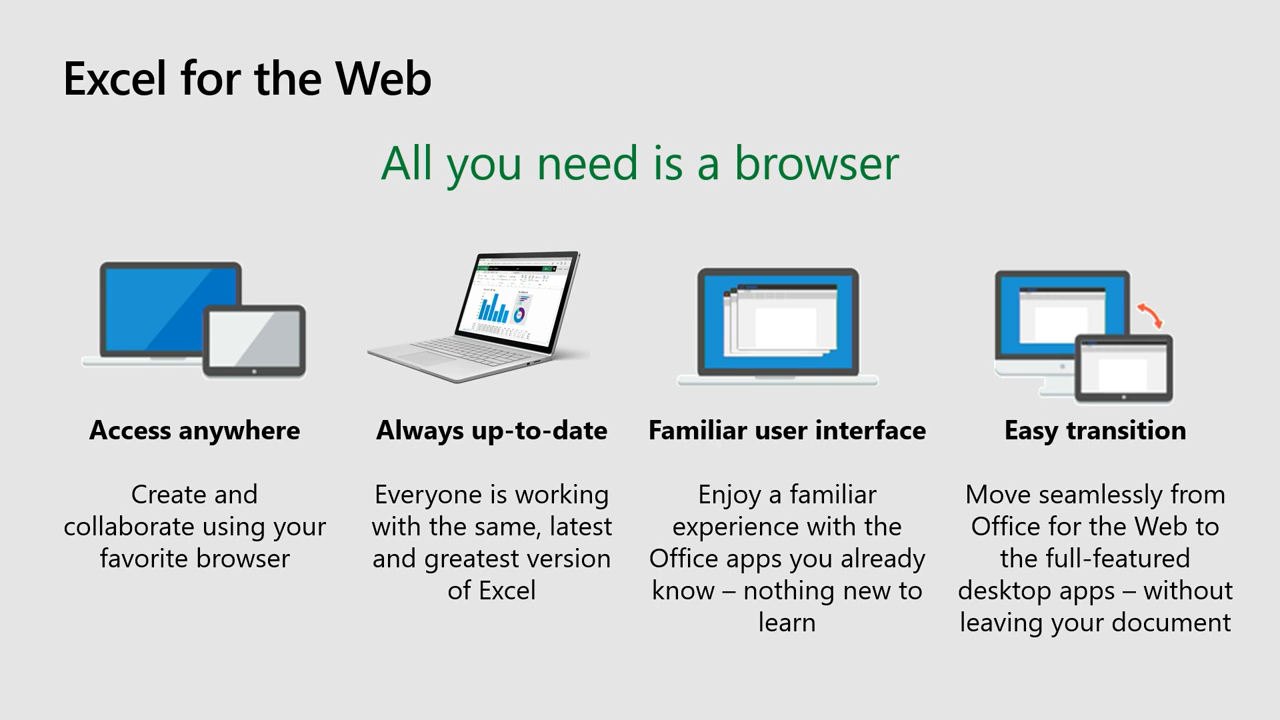 Excel for the Web
All you need is a browser
Access anywhere
Create and
collaborate using your
favorite browser
Always up-to-date
Everyone is working
with the same, latest
and greatest version
of Excel
Familiar user interface
Enjoy a familiar
experience with the
Office apps you already
know – nothing new to
learn
Easy transition
Move seamlessly from
Office for the Web to
the full-featured
desktop apps – without
leaving your document